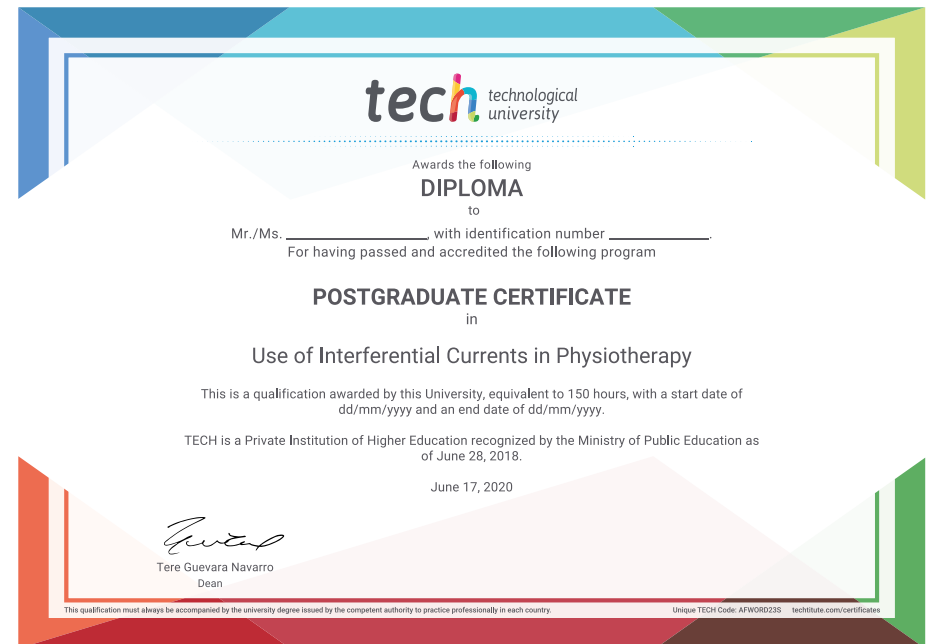 tech technological
university
Awards the following
DIPLOMA
to
Mr./Ms. ____________________, with identification number ______________.
For having passed and accredited the following program
POSTGRADUATE CERTIFICATE
in
Use of Interferential Currents in Physiotherapy
This is a qualification awarded by this University, equivalent to 150 hours, with a start date of
dd/mm/yyyy and an end date of dd/mm/yyyy.
TECH is a Private Institution of Higher Education recognized by the Ministry of Public Education as
of June 28, 2018.
June 17, 2020
Tere Guevara Navarro
Dean
This qualification must always be accompanied by the university degree issued by the competent authority to practice professionally in each country. Unique TECH Code: AFWORD23S techtitute.com/certificates